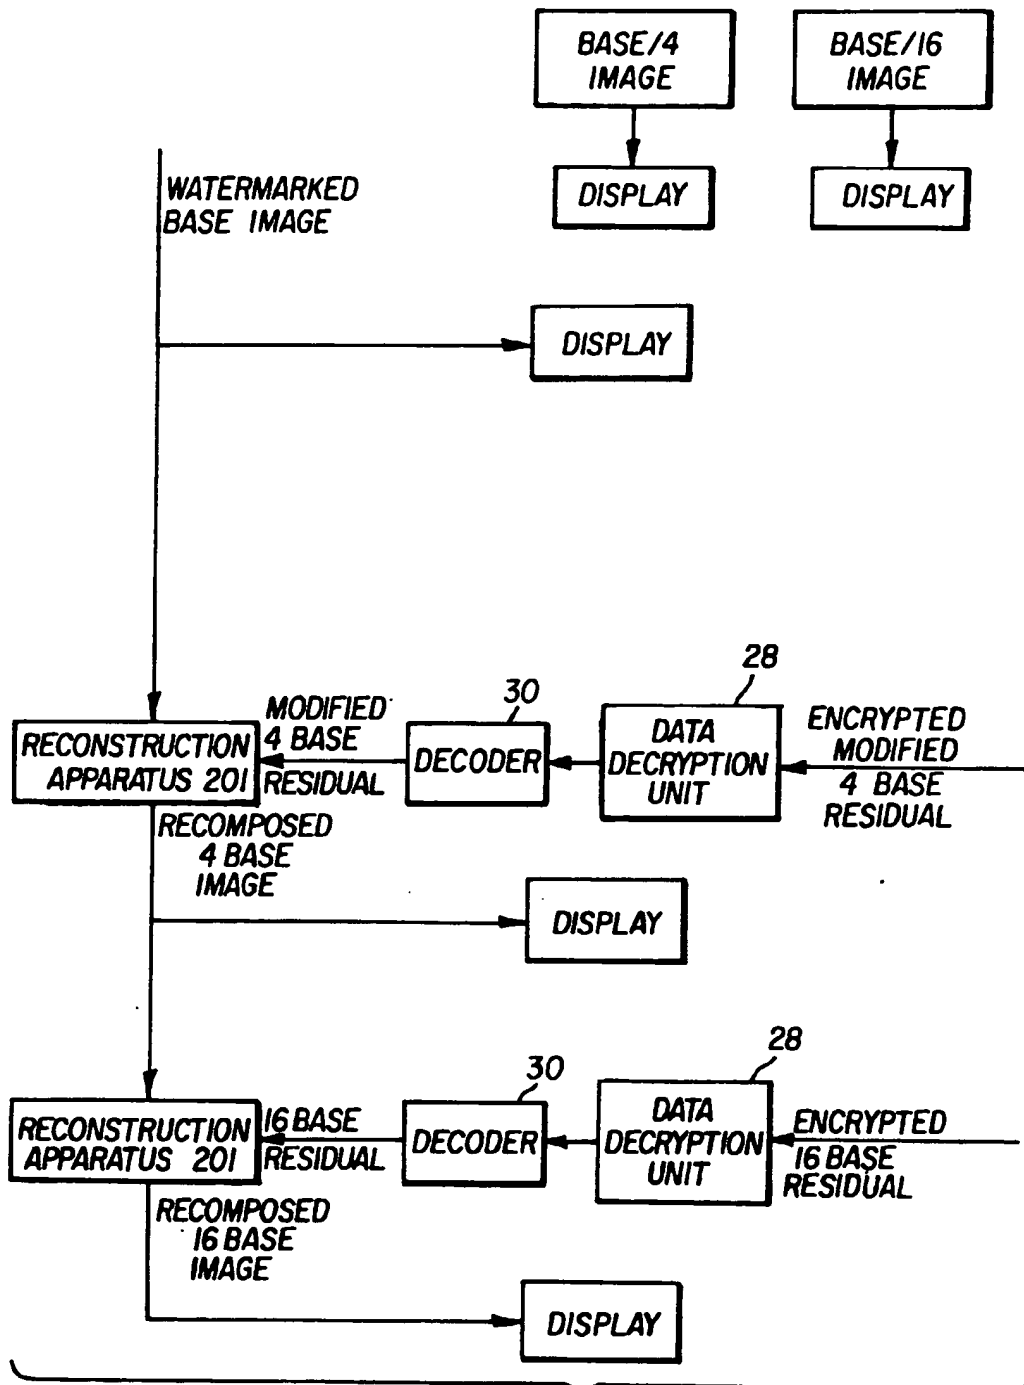 BASE/4
IMAGE
BASE/16
IMAGE
DISPLAY
DISPLAY
WATERMARKED
BASE IMAGE
DISPLAY
28
30
MODIFIED
4 BASE
RESIDUAL
RECONSTRUCTION
APPARATUS 201
DECODER
DATA
DECRYPTION
UNIT
ENCRYPTED
MODIFIED
4 BASE
RESIDUAL
RECOMPOSED
4 BASE
IMAGE
DISPLAY
28
30
RECONSTRUCTION
APPARATUS 201
16 BASE
RESIDUAL
DECODER
DATA
DECRYPTION
UNIT
ENCRYPTED
16 BASE
RESIDUAL
RECOMPOSED
16 BASE
IMAGE
DISPLAY